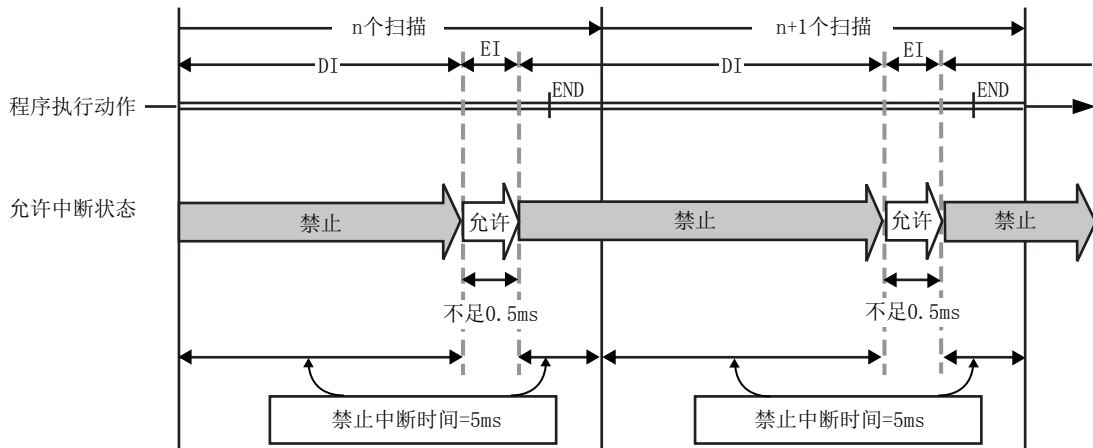 n个扫描
n+1个扫描
DI
EI
DI
EI
程序执行动作
END
END
允许中断状态
禁止
允许
禁止
允许
禁止
不足0.5ms
不足0.5ms
禁止中断时间=5ms
禁止中断时间=5ms